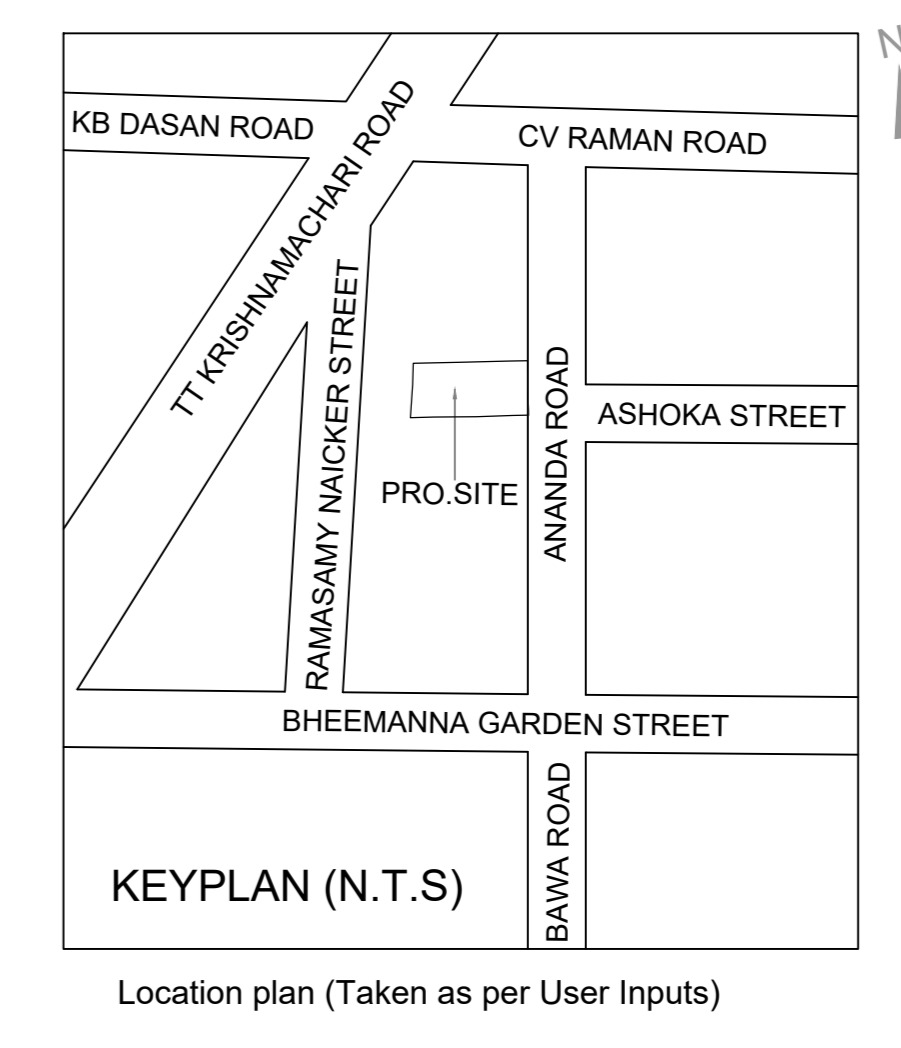 N
KB DASAN ROAD
CV RAMAN ROAD
TT KRISHNAMACHARI ROAD
RAMASAMY NAICKER STREET
ANANDA ROAD
ASHOKA STREET
PRO.SITE
BHEEMANNA GARDEN STREET
BAWA ROAD
KEYPLAN (N.T.S)
Location plan (Taken as per User Inputs)